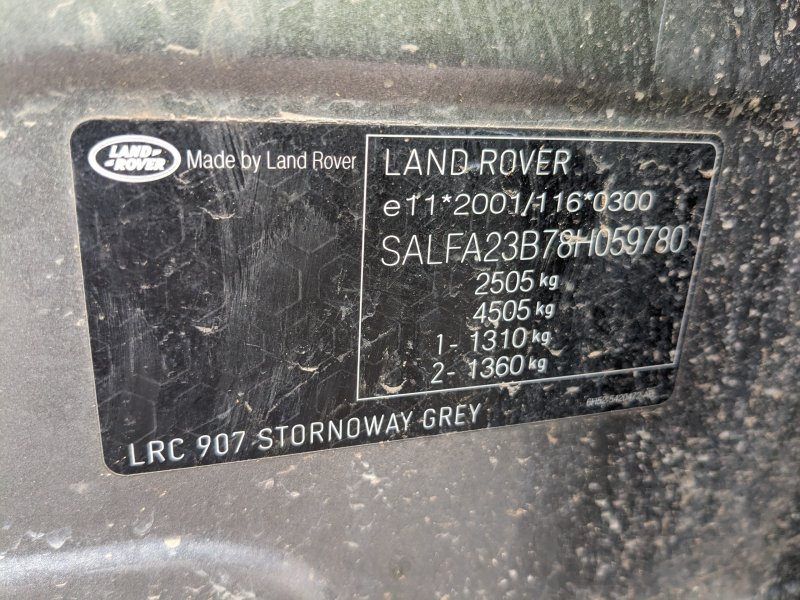 LAND ROVER
Made by Land Rover
LAND ROVER
e11*2001/116*0300
SALFA23B78H059780
2505 kg
4505 kg
1- 1310 kg
2- 1360 kg
LRC 907 STORNOWAY GREY